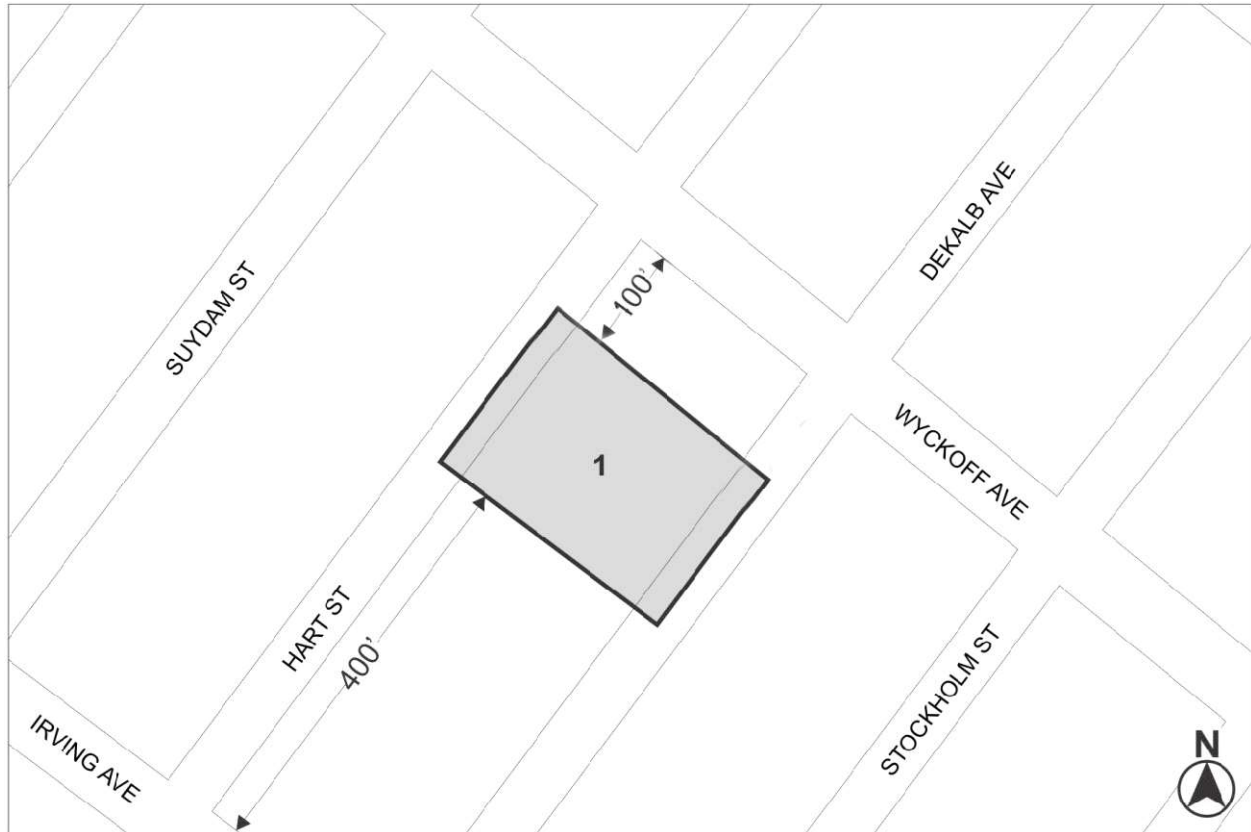 DEKALB AVE
100'
SUYDAM ST
1
WYCKOFF AVE
HART ST
400'
STOCKHOLM ST
IRVING AVE
N